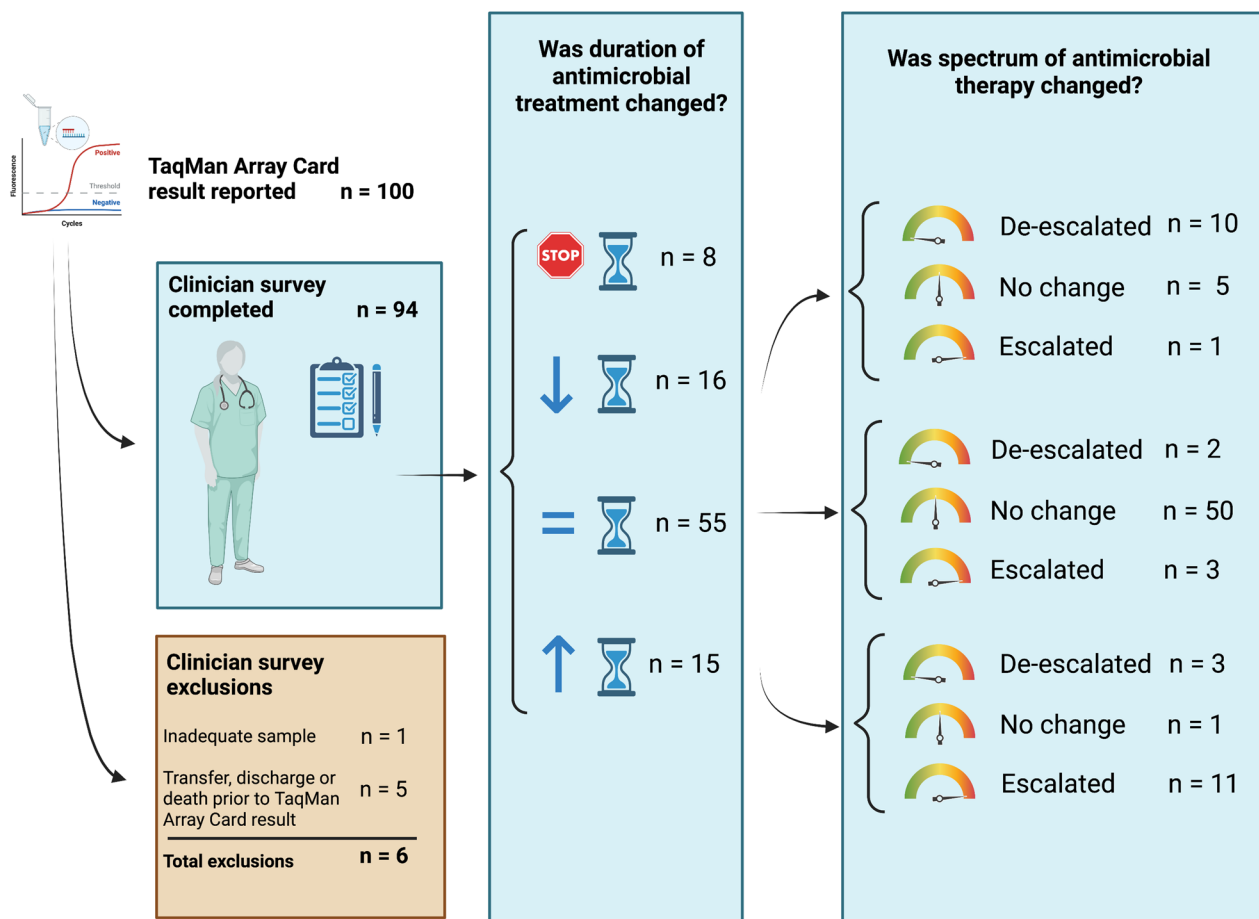 Fluorescence
Positive
Threshold
Negative
Cycles
TaqMan Array Card
result reported n = 100
Clinician survey
completed n = 94
Clinician survey
exclusions
Inadequate sample n = 1
Transfer, discharge or
death prior to TaqMan n = 5
Array Card result
Total exclusions n = 6
Was duration of
antimicrobial
treatment changed?
STOP n = 8
n = 16
= n = 55
n = 15
Was spectrum of antimicrobial
therapy changed?
De-escalated n = 10
No change n = 5
Escalated n = 1
De-escalated n = 2
No change n = 50
Escalated n = 3
De-escalated n = 3
No change n = 1
Escalated n = 11